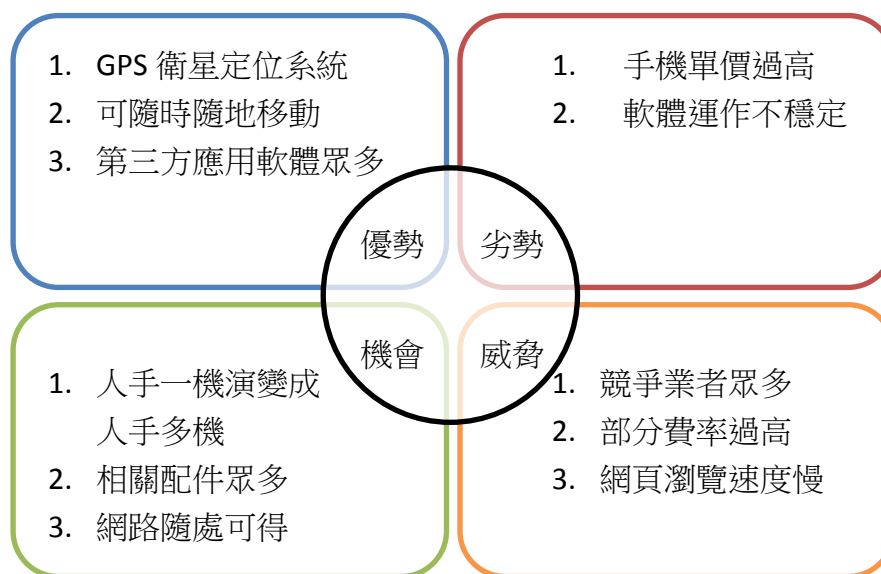 1. GPS 衛星定位系統
2. 可隨時隨地移動
3. 第三方應用軟體眾多
優勢
1. 手機單價過高
2. 軟體運作不穩定
劣勢
機會
1. 人手一機演變成
人手多機
2. 相關配件眾多
3. 網路隨處可得
威脅
1. 競爭業者眾多
2. 部分費率過高
3. 網頁瀏覽速度慢